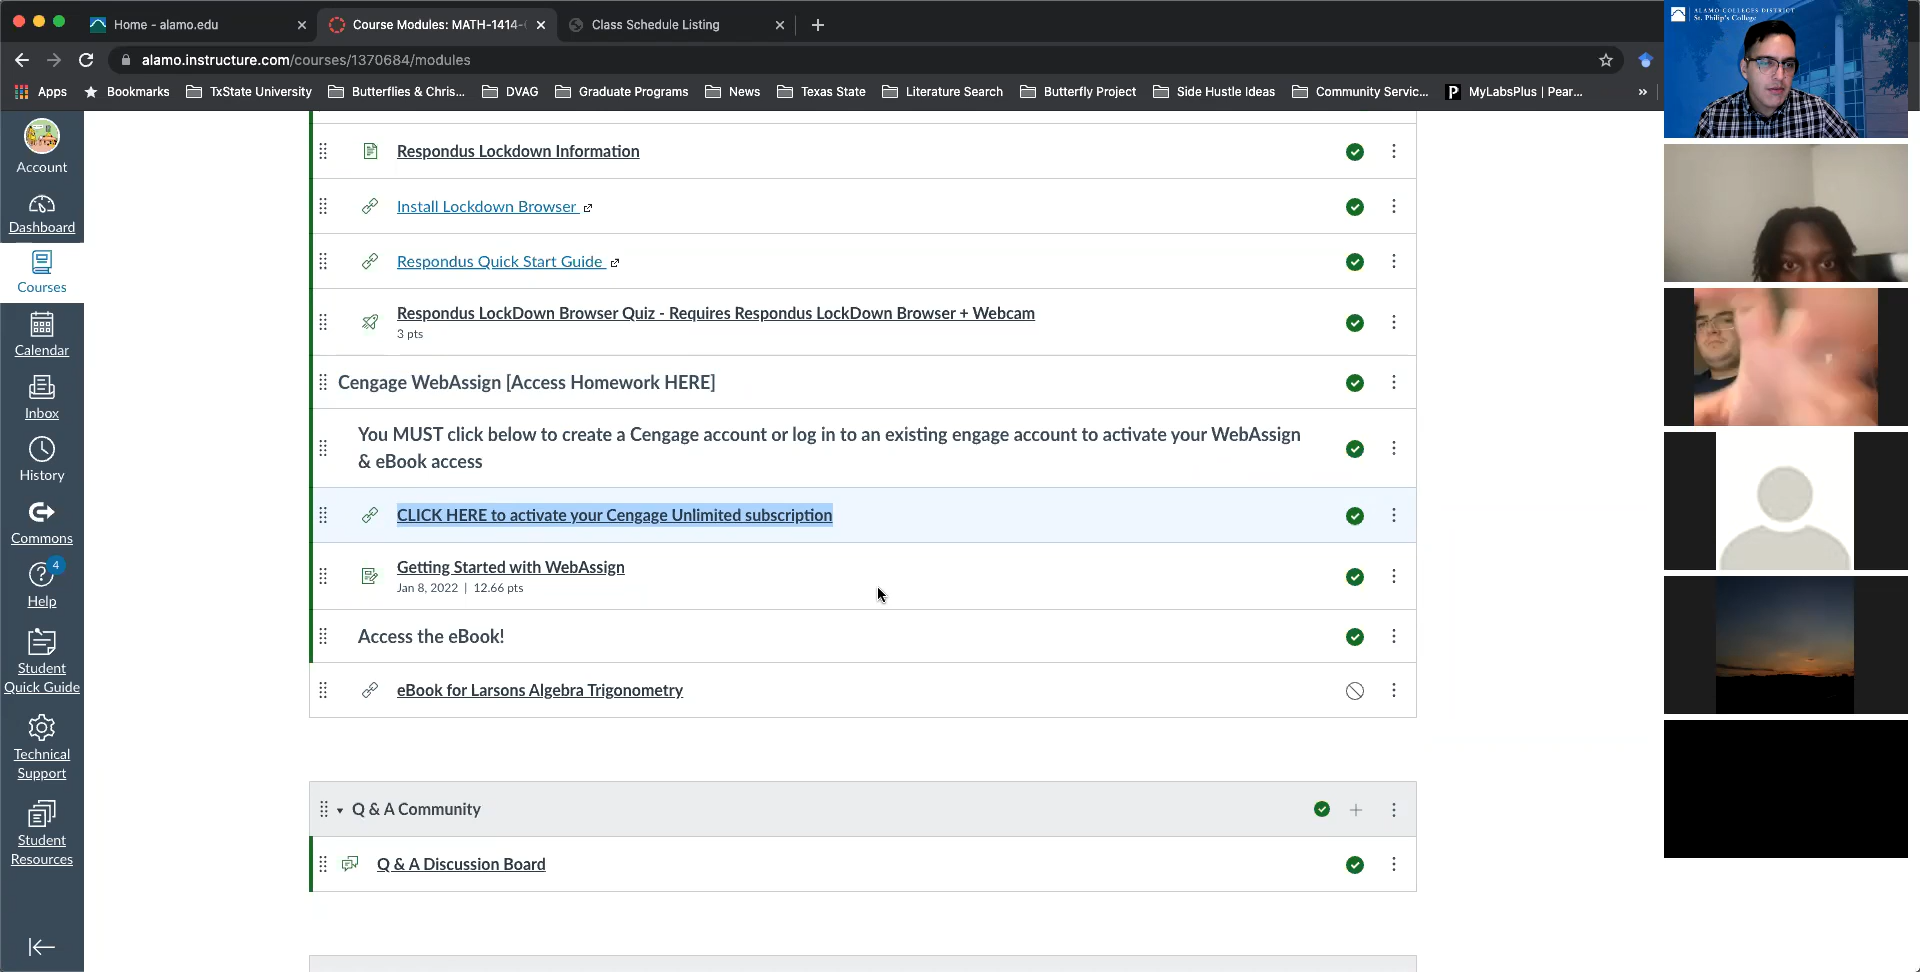 Home - alamo.edu
Course Modules: MATH-1414-
Class Schedule Listing
alamo.instructure.com/courses/1370684/modules
Apps
Bookmarks
TxState University
Butterflies & Chris...
DVAG
Graduate Programs
News
Texas State
Literature Search
Butterfly Project
Side Hustle Ideas
Community Servic...
MyLabsPlus | Pear...
»
ALAMO COLLEGES DISTRICT
St. Philip's College
Account
Dashboard
Courses
Calendar
Inbox
History
Commons
4
Help
Student
Quick Guide
Technical
Support
Student
Resources
Respondus Lockdown Information
Install Lockdown Browser
Respondus Quick Start Guide
Respondus LockDown Browser Quiz - Requires Respondus LockDown Browser + Webcam
3 pts
Cengage WebAssign [Access Homework HERE]
You MUST click below to create a Cengage account or log in to an existing engage account to activate your WebAssign
& eBook access
CLICK HERE to activate your Cengage Unlimited subscription
Getting Started with WebAssign
Jan 8, 2022 | 12.66 pts
Access the eBook!
eBook for Larsons Algebra Trigonometry
Q & A Community
Q & A Discussion Board